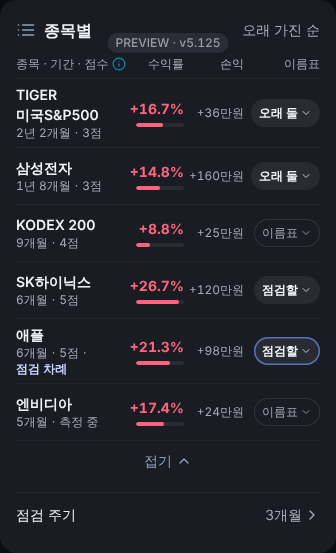 종목별
PREVIEW · v5.125
오래 가진 순
종목 · 기간 · 점수 수익률 손익 이름표
TIGER
미국S&P500
2년 2개월 · 3점
+16.7%
+36만원
오래 둘
삼성전자
1년 8개월 · 3점
+14.8%
+160만원
오래 둘
KODEX 200
9개월 · 4점
+8.8%
+25만원
이름표
SK하이닉스
6개월 · 5점
+26.7%
+120만원
점검할
애플
6개월 · 5점 ·
점검 차례
+21.3%
+98만원
점검할
엔비디아
5개월 · 측정 중
+17.4%
+24만원
이름표
접기
점검 주기
3개월